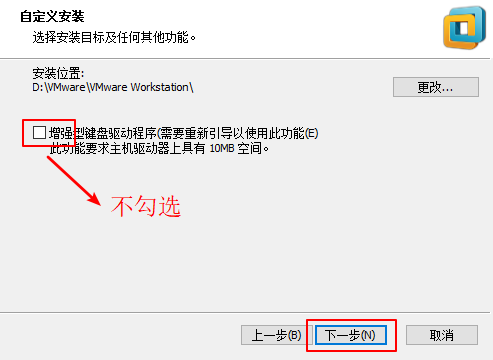 自定义安装
选择安装目标及任何其他功能。
安装位置:
D:\VMware\VMware Workstation\
更改...
增强型键盘驱动程序(需要重新引导以使用此功能(E)
此功能要求主机驱动器上具有 10MB 空间。
不勾选
上一步(B) 下一步(N) 取消